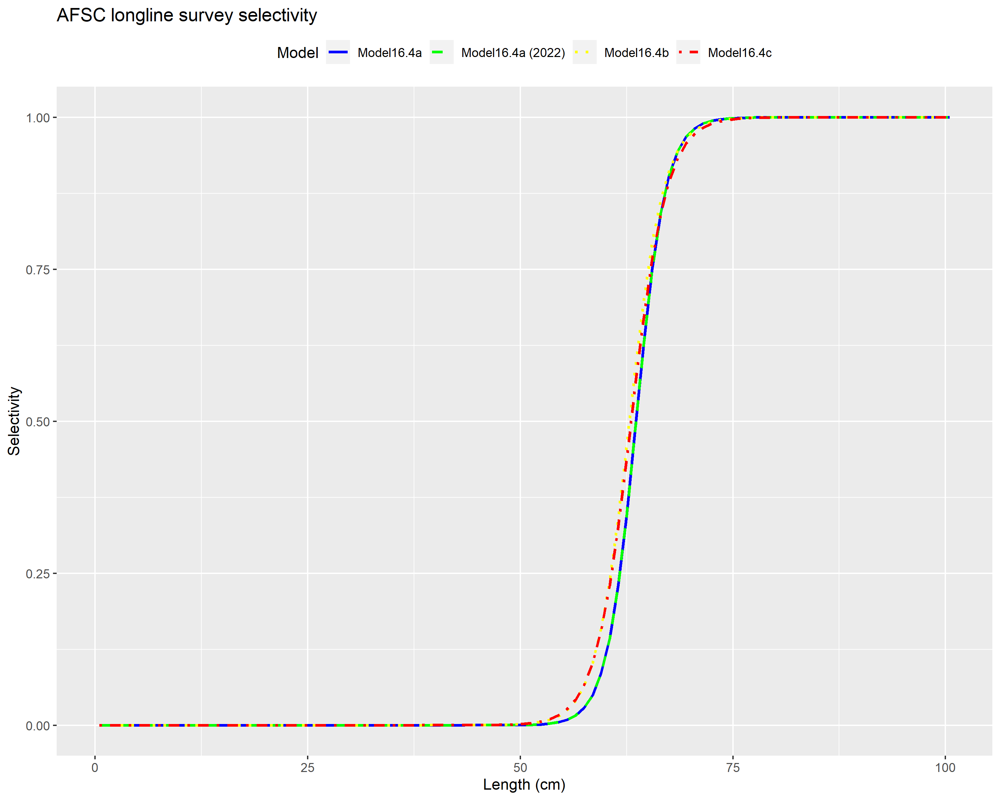 AFSC longline survey selectivity
Model Model16.4a Model16.4a (2022) Model16.4b Model16.4c
1.00
0.75
0.50
0.25
0.00
Selectivity
0 25 50 75 100
Length (cm)